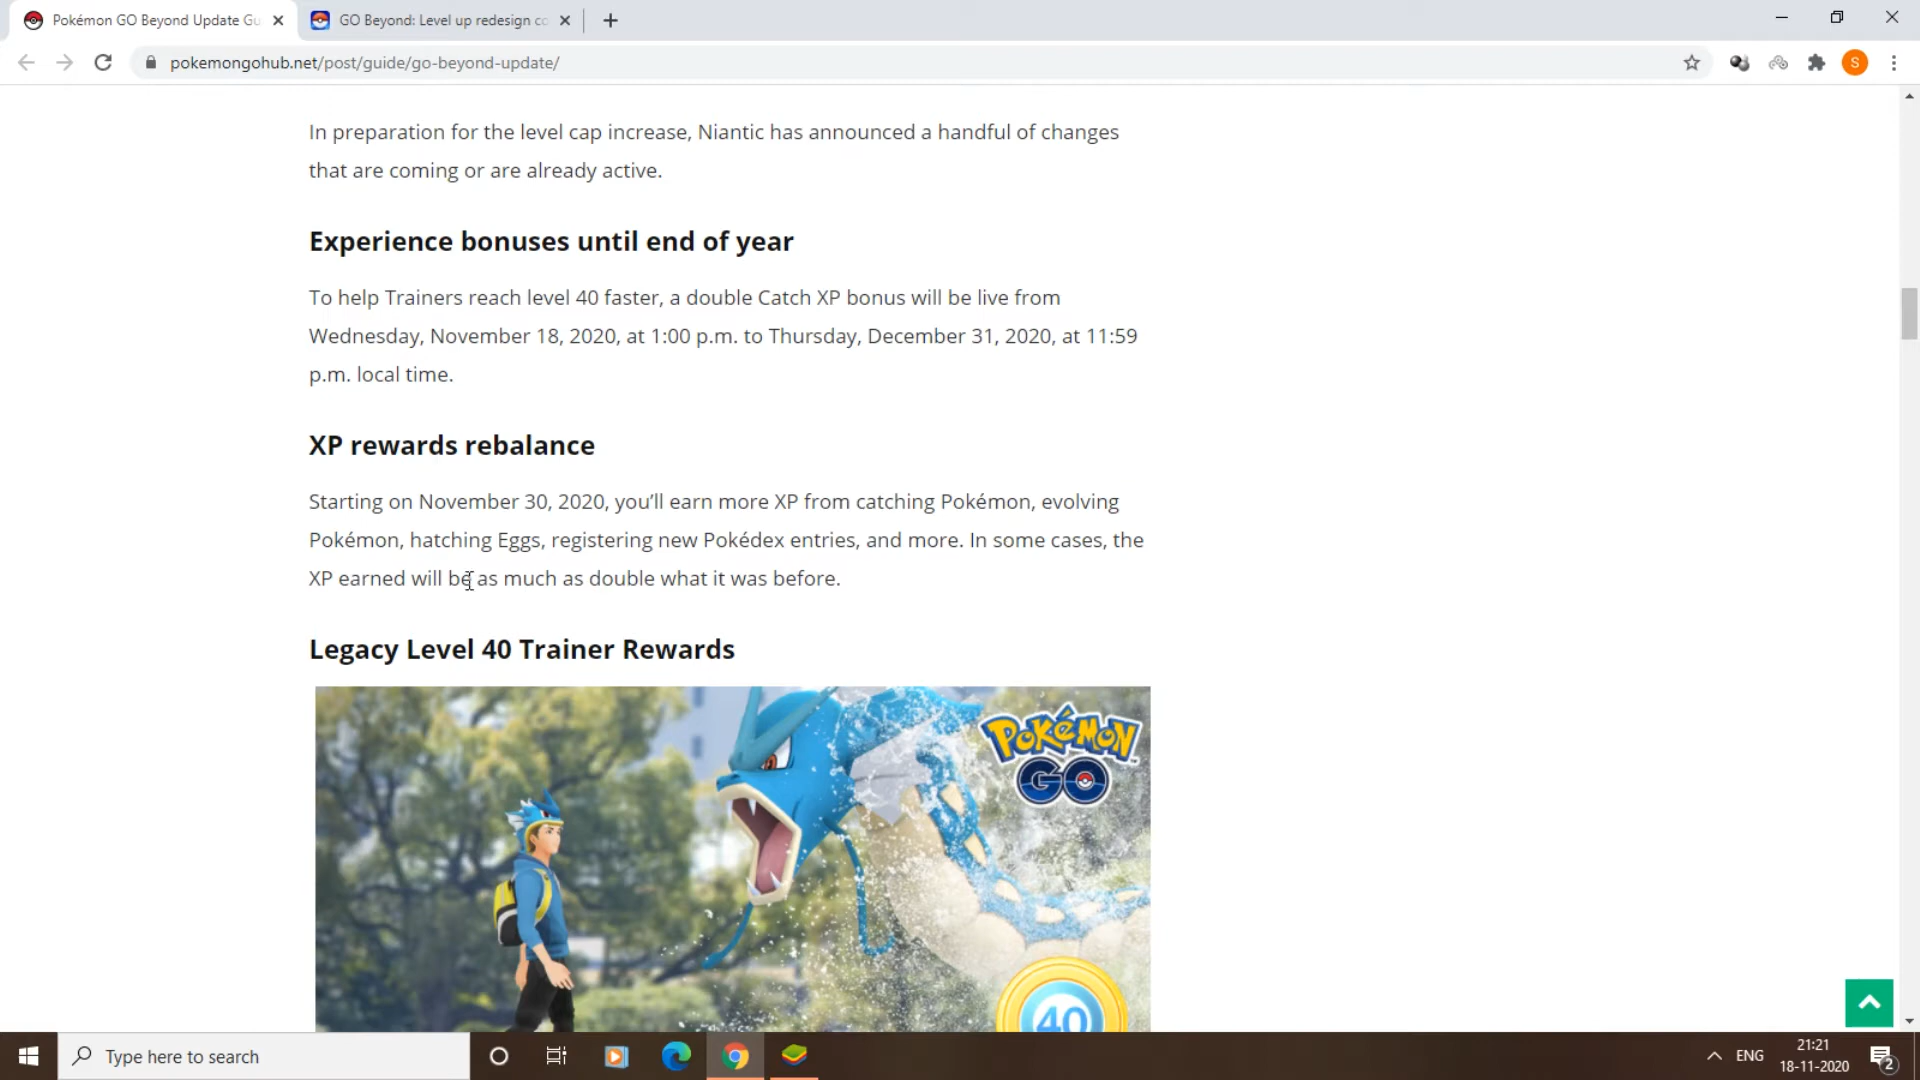 Pokémon GO Beyond Update Gu
GO Beyond: Level up redesign co
pokemongohub.net/post/guide/go-beyond-update/
S
In preparation for the level cap increase, Niantic has announced a handful of changes
that are coming or are already active.
Experience bonuses until end of year
To help Trainers reach level 40 faster, a double Catch XP bonus will be live from
Wednesday, November 18, 2020, at 1:00 p.m. to Thursday, December 31, 2020, at 11:59
p.m. local time.
XP rewards rebalance
Starting on November 30, 2020, you’ll earn more XP from catching Pokémon, evolving
Pokémon, hatching Eggs, registering new Pokédex entries, and more. In some cases, the
XP earned will be as much as double what it was before.
Legacy Level 40 Trainer Rewards
POKÉMON
GO
40
Type here to search
ENG
21:21
18-11-2020
2